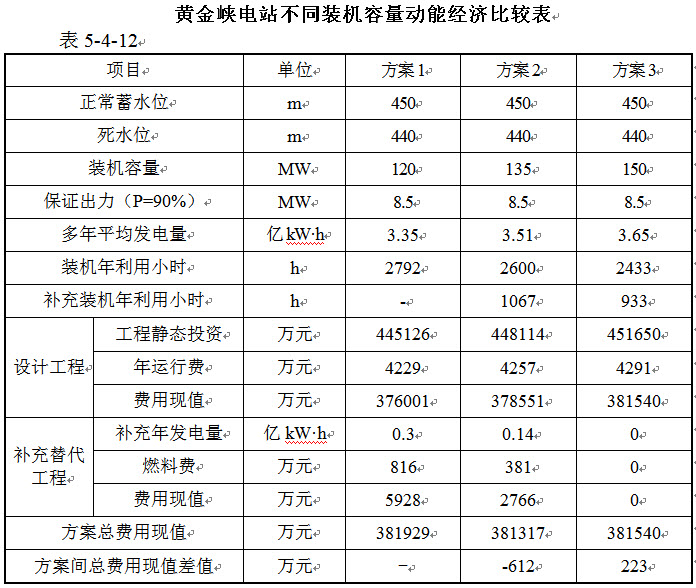 黄金峡电站不同装机容量动能经济比较表
表 5-4-12
项目 单位 方案 1 方案 2 方案 3
正常蓄水位 m 450 450 450
死水位 m 440 440 440
装机容量 MW 120 135 150
保证出力（P=90%） MW 8.5 8.5 8.5
多年平均发电量 亿 kW·h 3.35 3.51 3.65
装机年利用小时 h 2792 2600 2433
补充装机年利用小时 h - 1067 933
设计工程 工程静态投资 万元 445126 448114 451650
年运行费 万元 4229 4257 4291
费用现值 万元 376001 378551 381540
补充替代工程 补充年发电量 亿 kW·h 0.3 0.14 0
燃料费 万元 816 381 0
费用现值 万元 5928 2766 0
方案总费用现值 万元 381929 381317 381540
方案间总费用现值差值 万元 − -612 223